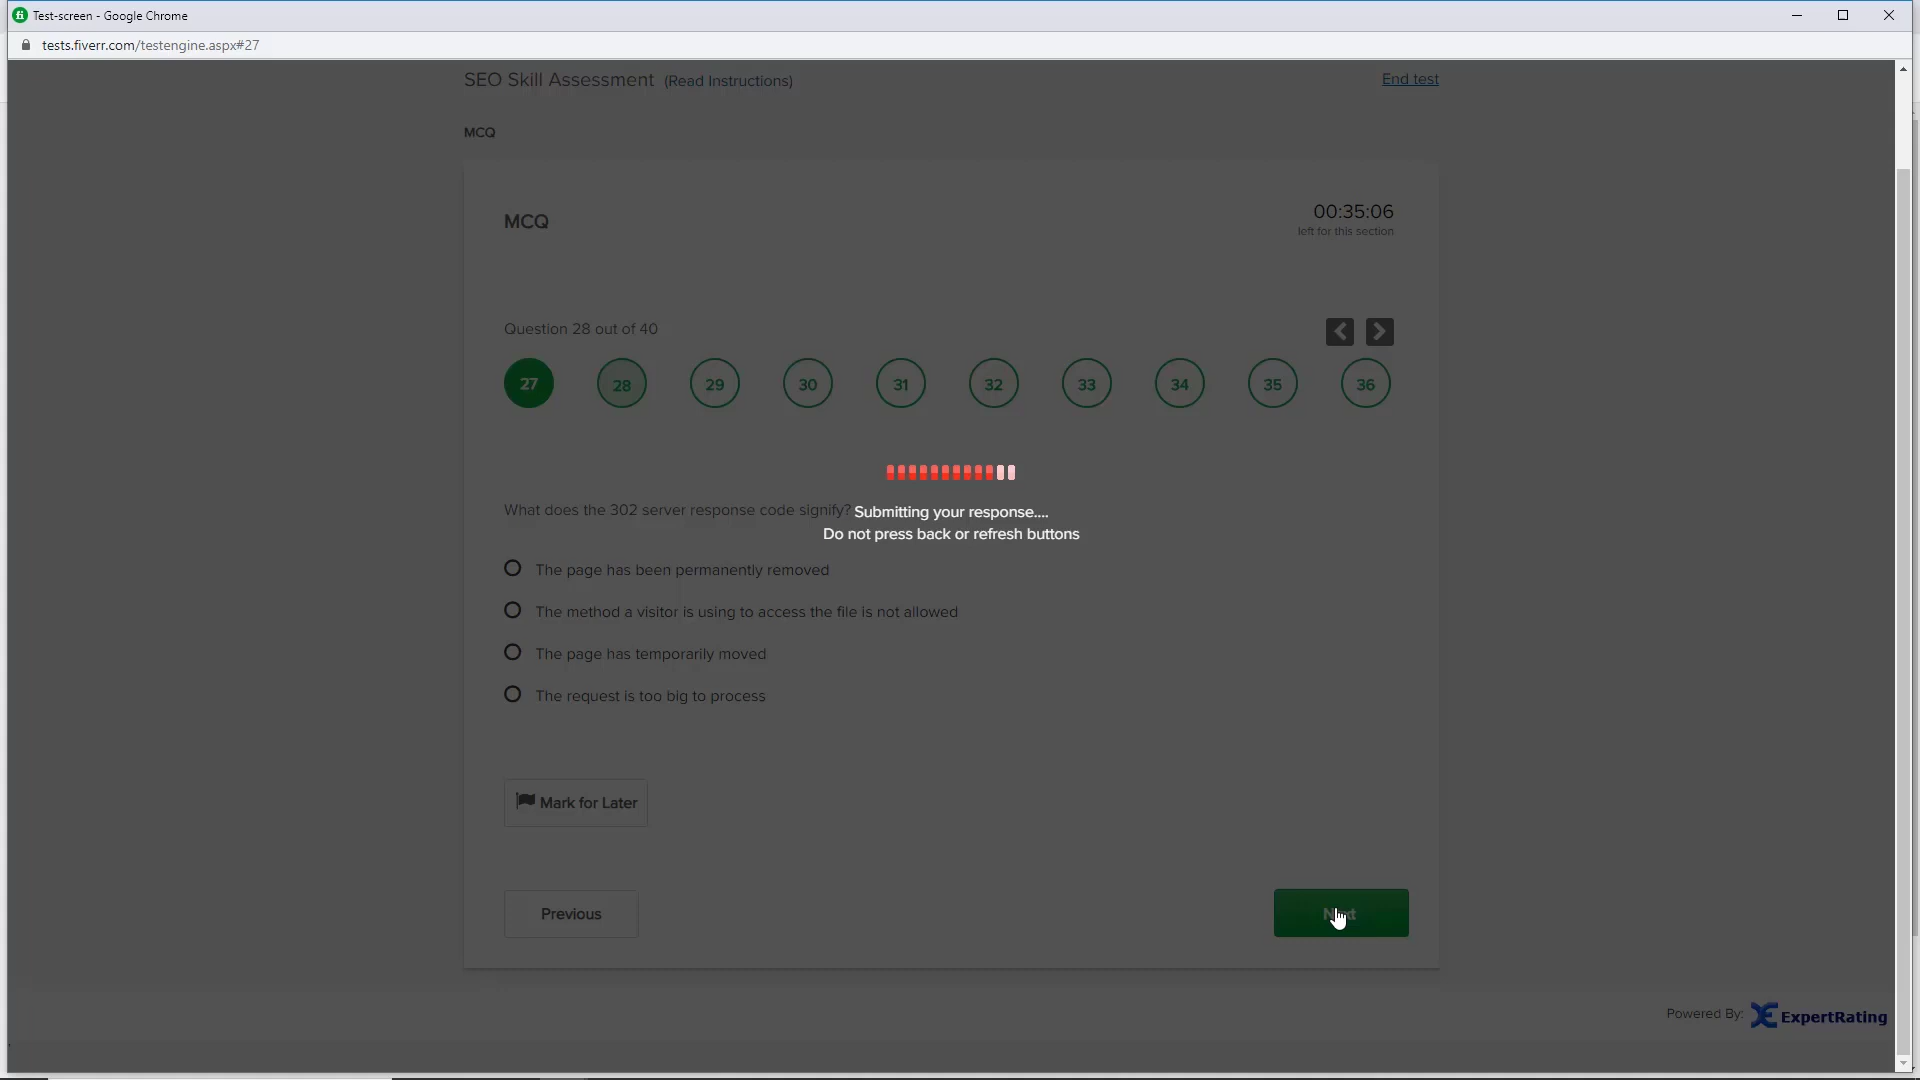 Test-screen - Google Chrome
tests.fiverr.com/testengine.aspx#27
SEO Skill Assessment (Read Instructions)
End test
MCQ
MCQ
00:35:06
left for this section
Question 28 out of 40
27 28 29 30 31 32 33 34 35 36
What does the 302 server response code signify?
Submitting your response....
Do not press back or refresh buttons
The page has been permanently removed
The method a visitor is using to access the file is not allowed
The page has temporarily moved
The request is too big to process
Mark for Later
Previous
Next
Powered By: ExpertRating